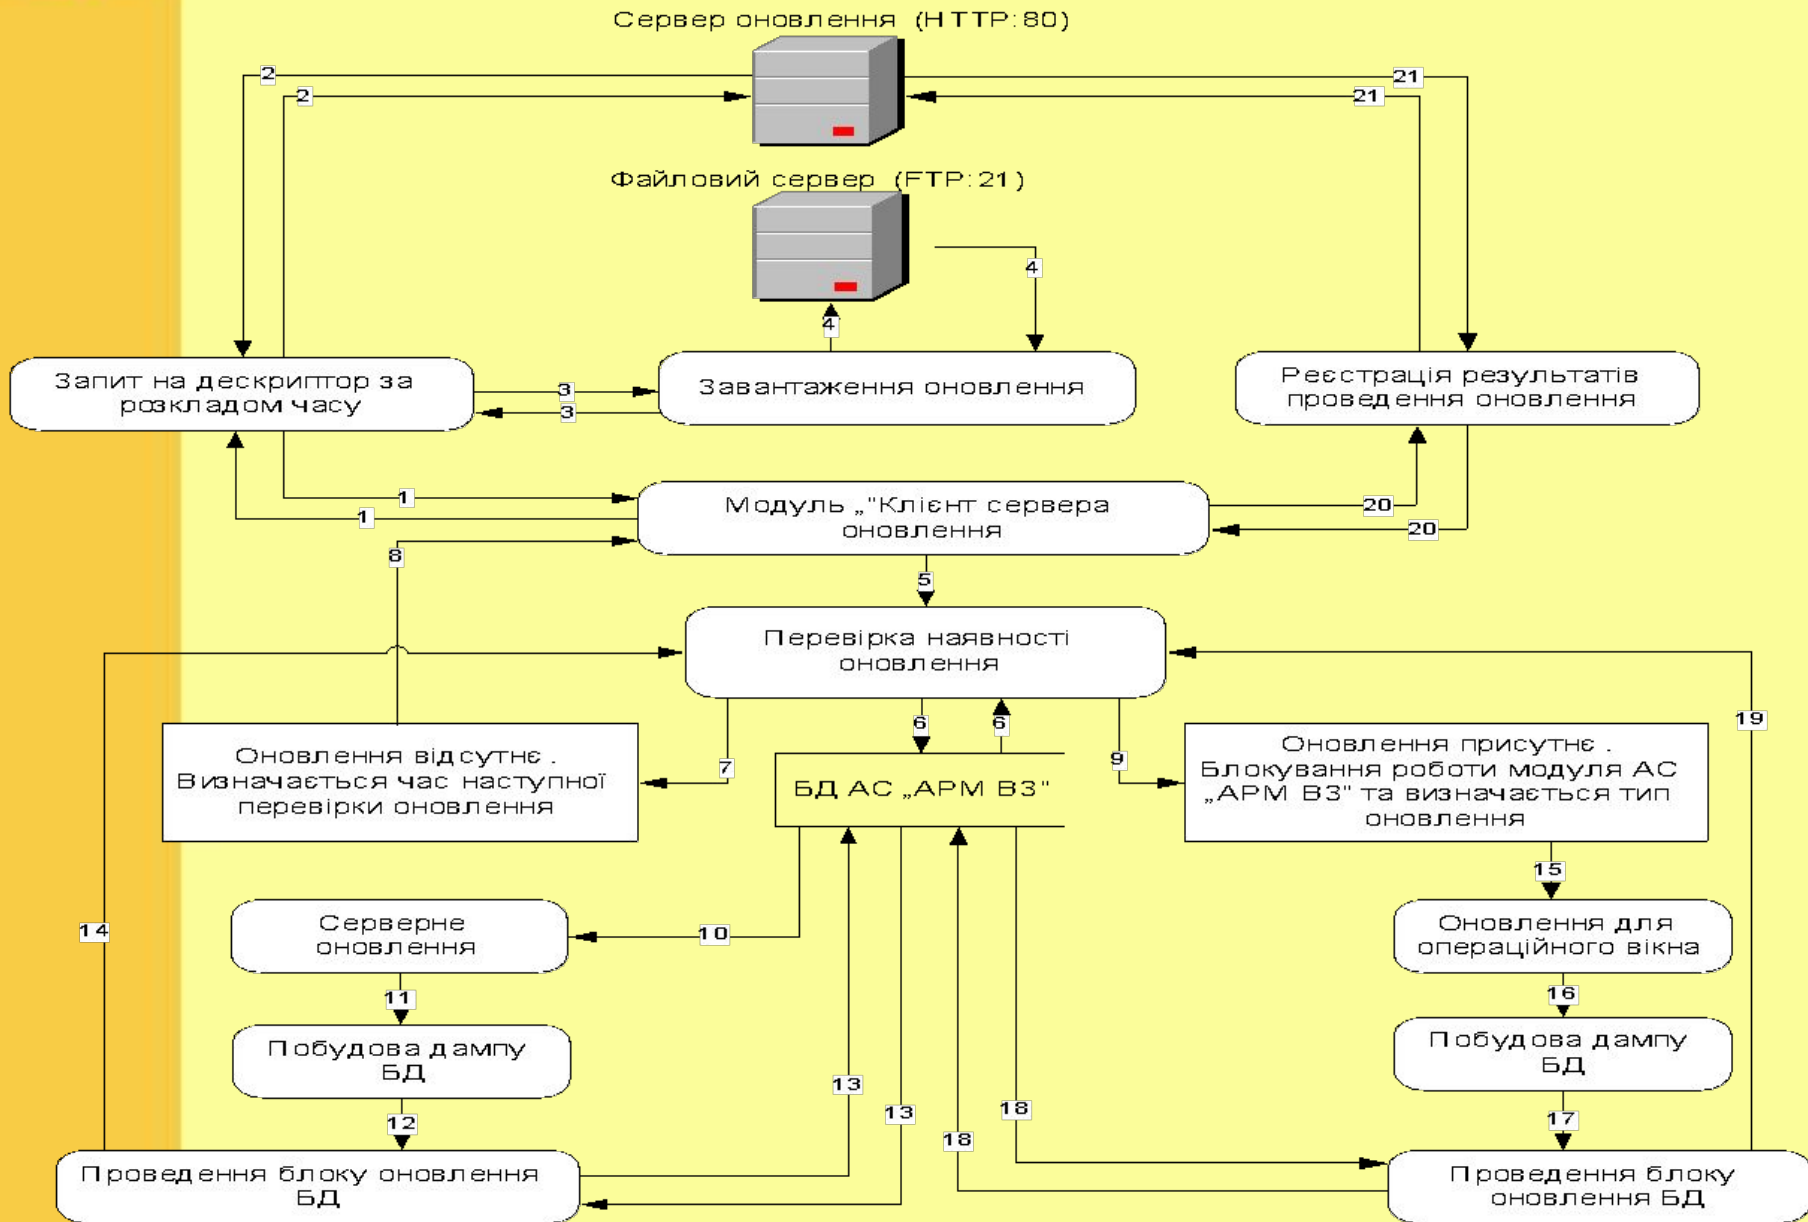 Сервер оновлення (HTTP:80)
2
21
2
21
Файловий сервер (FTP:21)
4
4
Запит на дескриптор за
розкладом часу
3
3
Завантаження оновлення
Реєстрація результатів
проведення оновлення
1
1
Модуль „"Клієнт сервера
оновлення
20
20
8
5
Перевірка наявності
оновлення
7
6
6
9
19
Оновлення відсутнє .
Визначається час наступної
перевірки оновлення
БД АС „АРМ ВЗ"
Оновлення присутнє .
Блокування роботи модуля АС
„АРМ ВЗ" та визначається тип
оновлення
14
Серверне
оновлення
10
15
Оновлення для
операційного вікна
11
16
Побудова дампу
БД
13
13
18
18
Побудова дампу
БД
12
17
Проведення блоку оновлення
БД
Проведення блоку
оновлення БД